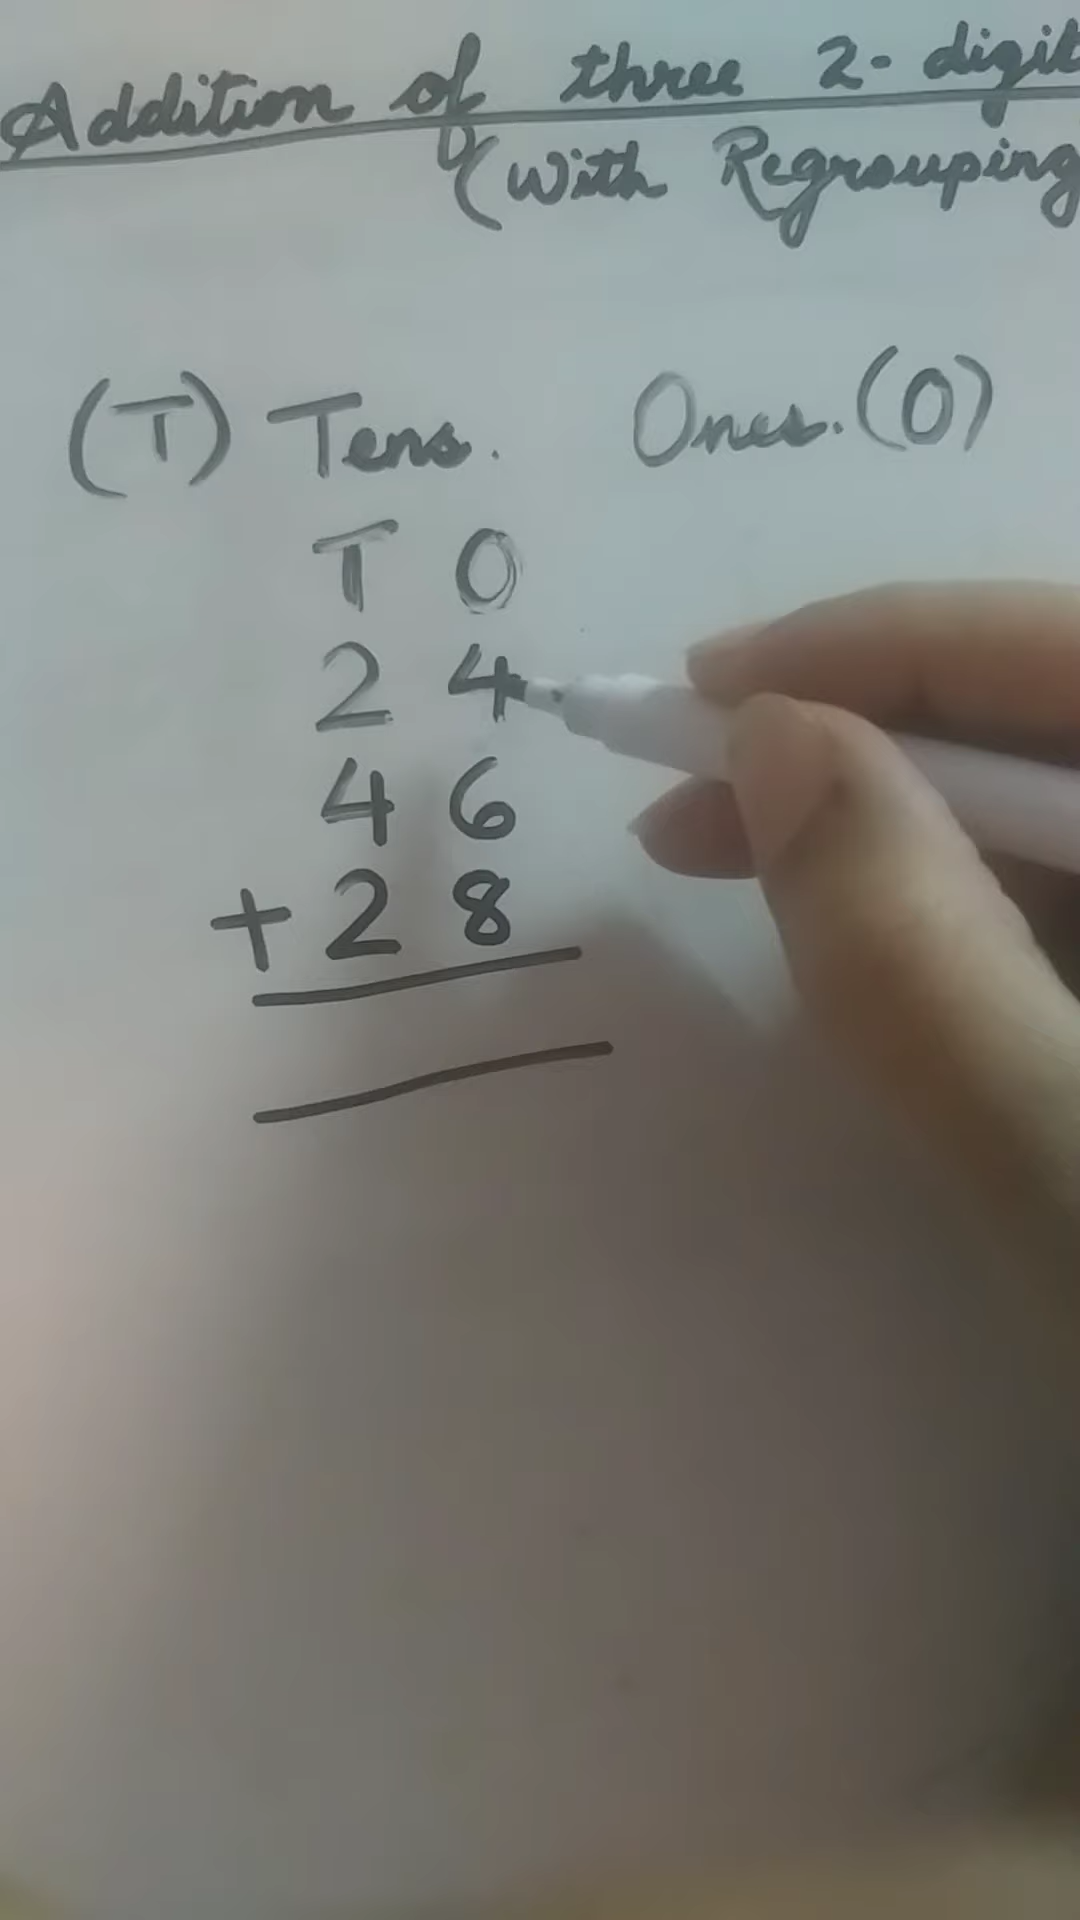 Addition of three 2-digit
(With Regrouping
(T) Tens. Ones. (O)
T O
2 4
4 6
+ 2 8